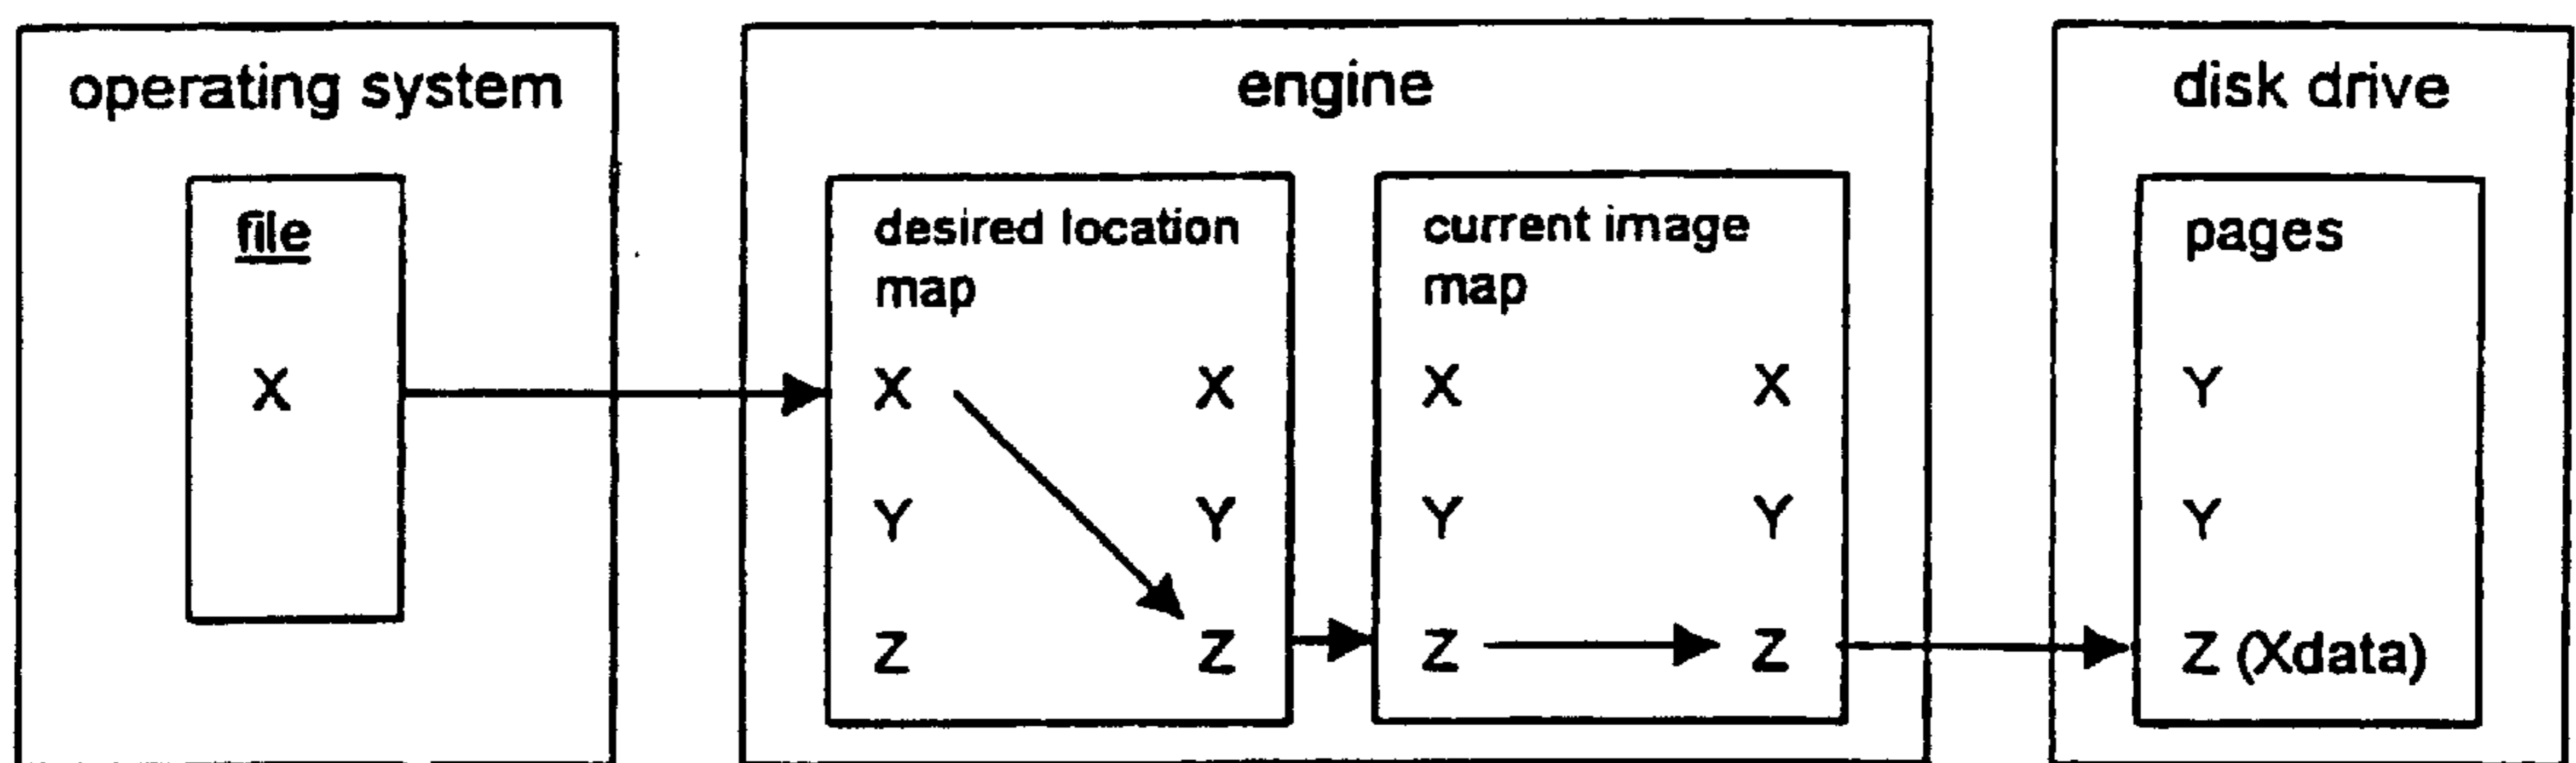 operating system
file
X
engine
desired location
map
X X
Y Y
Z Z
current image
map
X X
Y Y
Z Z
disk drive
pages
Y
Y
Z (Xdata)